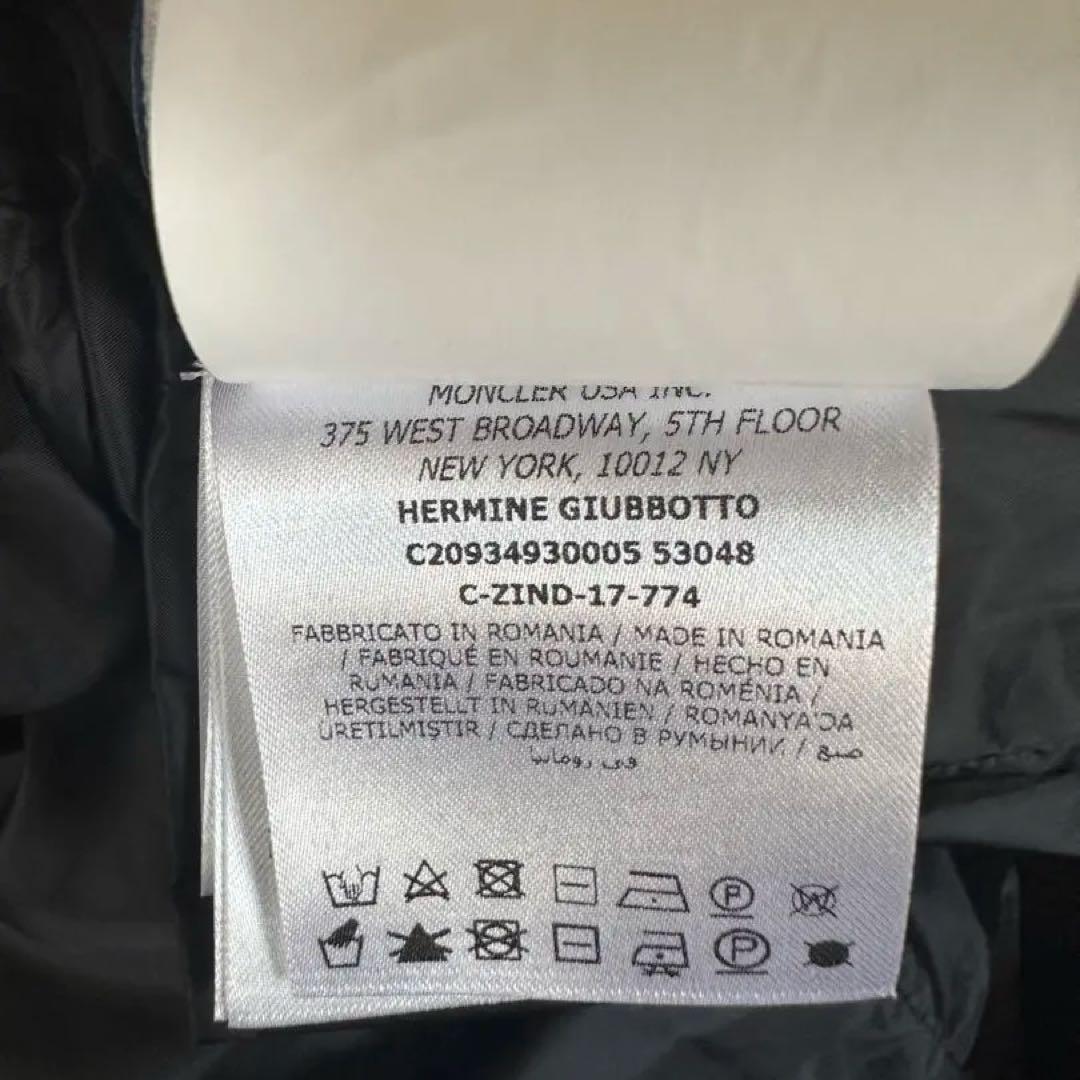 MONCLER USA INC.
375 WEST BROADWAY, 5TH FLOOR
NEW YORK, 10012 NY
HERMINE GIUBBOTTO
C20934930005 53048
C-ZIND-17-774
FABBRICATO IN ROMANIA / MADE IN ROMANIA
/ FABRIQUÉ EN ROUMANIE / HECHO EN
RUMANIA / FABRICADO NA ROMÉNIA /
HERGESTELLT IN RUMÄNIEN / ROMANYA'DA
ÜRETILMIŞTIR / СДЕЛАНО В РУМЫНИИ / صنع
في رومانيا
P W
P